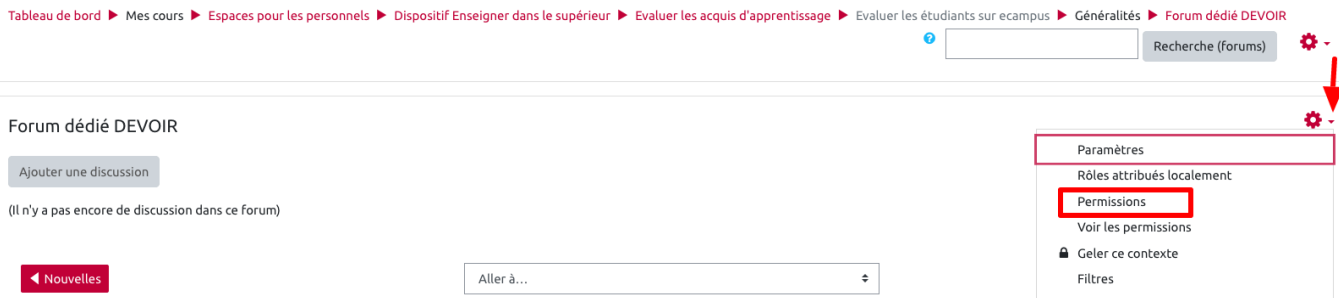 Tableau de bord ▶ Mes cours ▶ Espaces pour les personnels ▶ Dispositif Enseigner dans le supérieur ▶ Evaluer les acquis d'apprentissage ▶ Evaluer les étudiants sur ecampus ▶ Généralités ▶ Forum dédié DEVOIR
Recherche (forums)
Forum dédié DEVOIR
Ajouter une discussion
(Il n'y a pas encore de discussion dans ce forum)
Paramètres
Rôles attribués localement
Permissions
Voir les permissions
Geler ce contexte
Filtres
◀ Nouvelles
Aller à...